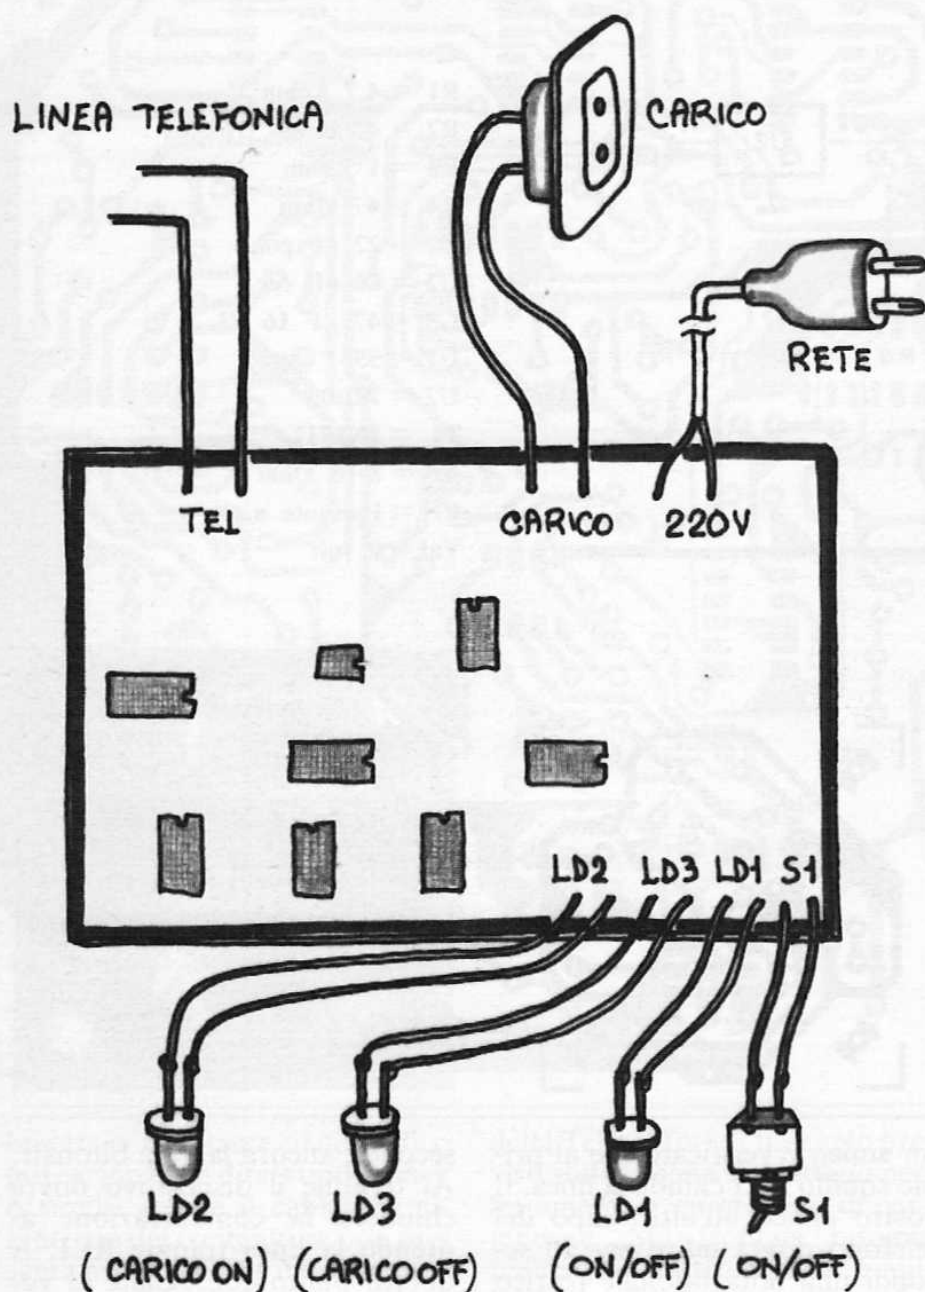 LINEA TELEFONICA
CARICO
RETE
TEL
CARICO
220V
LD2
LD3
LD1
S1
LD2
LD3
LD1
S1
(CARICO ON)
(CARICO OFF)
(ON/OFF)
(ON/OFF)